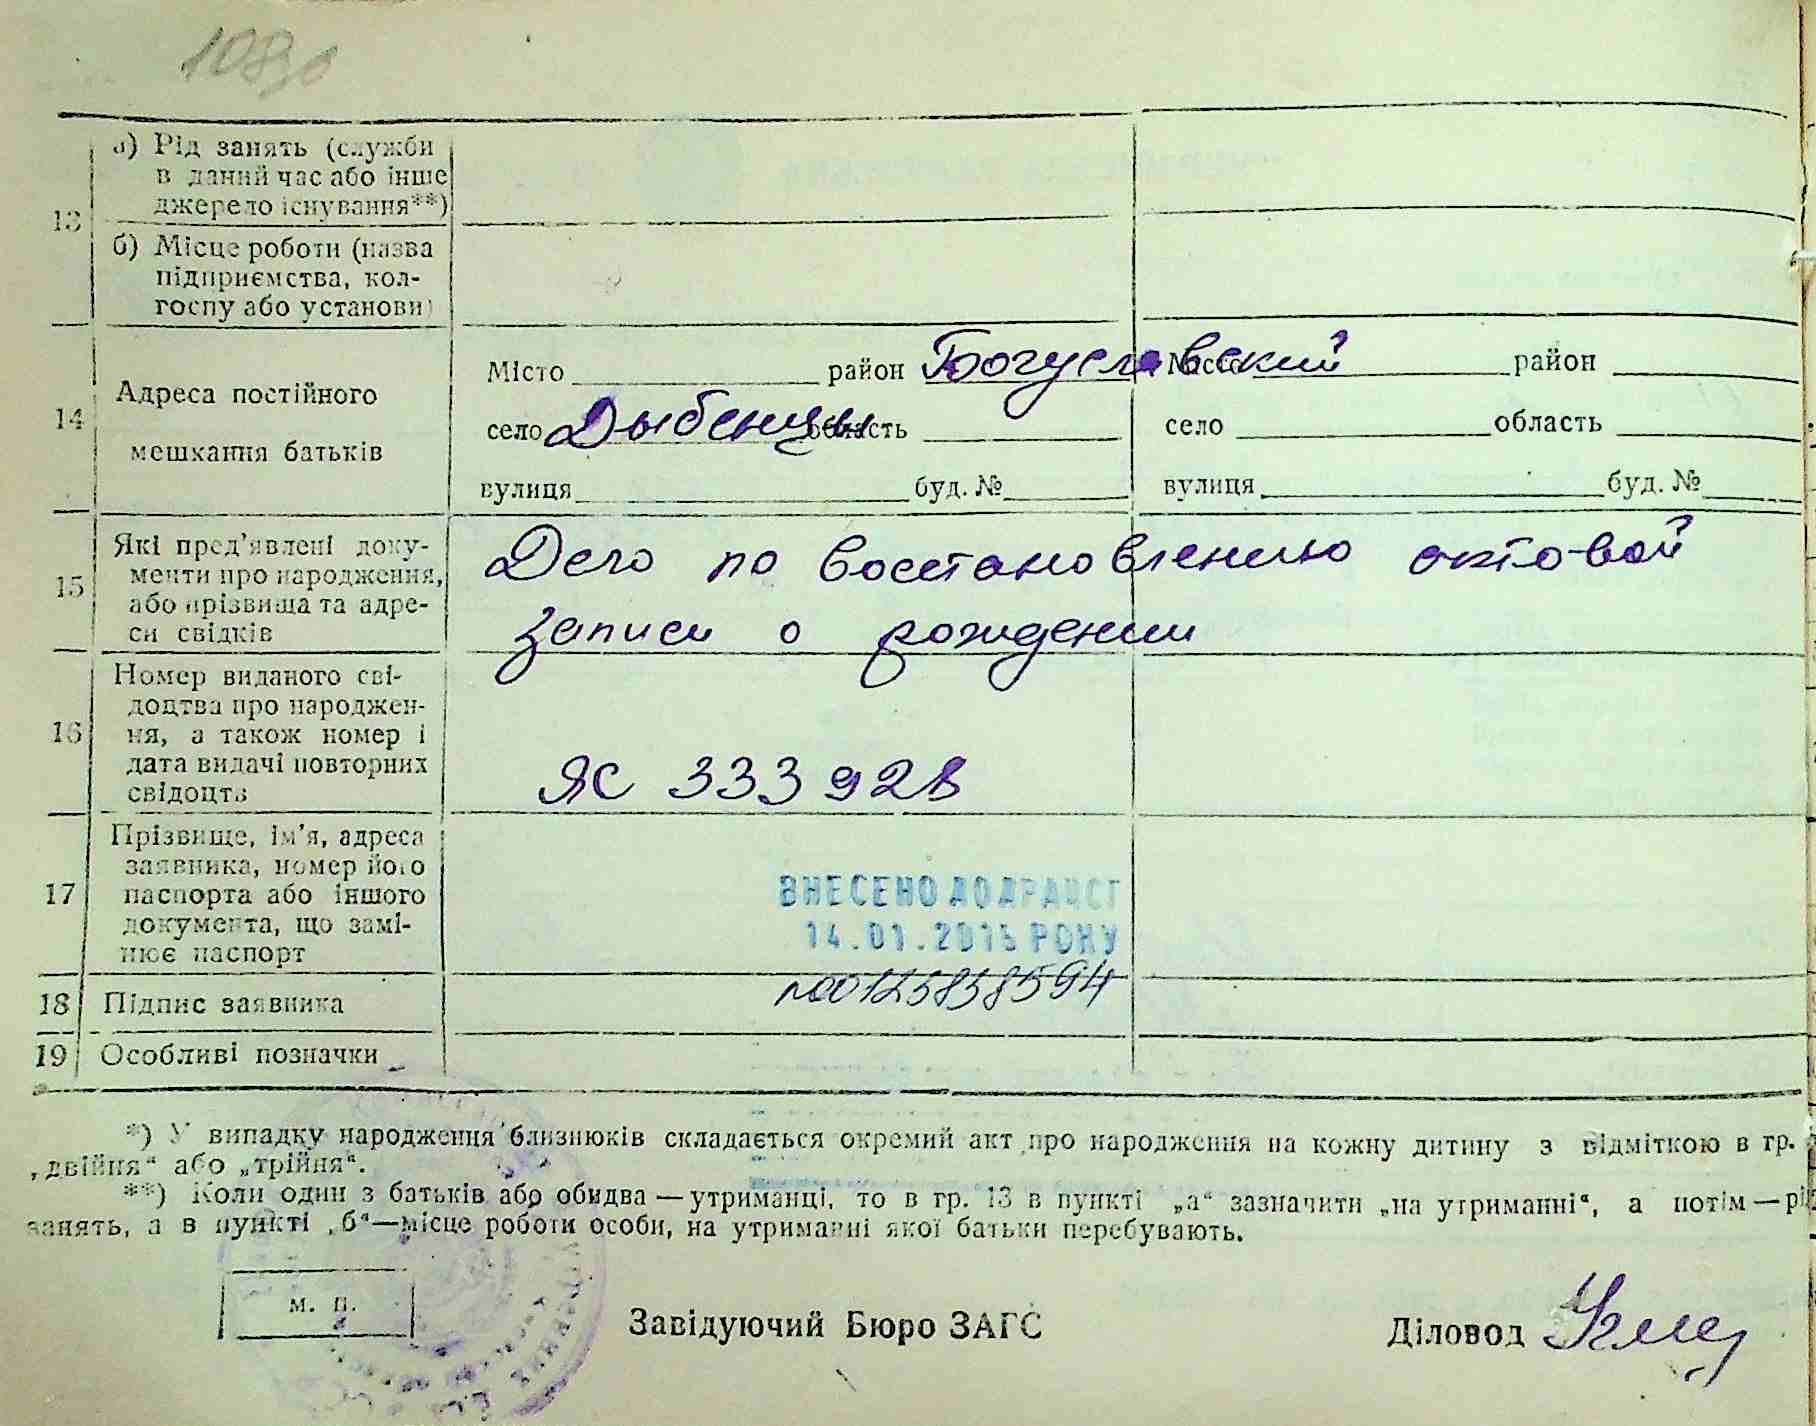 1030
а) Рід занять (служби
в даний час або інше
джерело існування**)
13
б) Місце роботи (назва
підприємства, кол-
госпу або установи)
14
Адреса постійного
мешкання батьків
Місто район Богуславский Місто район
село Дыбенцы область село область
вулиця буд. № вулиця буд. №
15
Які пред'явлені доку-
менти про народження,
або прізвища та адре-
си свідків
Дело по восстановлению актовой
записи о рождении
16
Номер виданого сві-
доцтва про народжен-
ня, а також номер і
дата видачі повторних
свідоцтв
ЯС 333928
17
Прізвище, ім'я, адреса
заявника, номер його
паспорта або іншого
документа, що замі-
нює паспорт
ВНЕСЕНО ДО ДРАЦСГ
14.01.2015 РОКУ
18 Підпис заявника
№00125858594
19 Особливі позначки
*) У випадку народження близнюків складається окремий акт про народження на кожну дитину з відміткою в гр.
„двійня“ або „трійня“.
**) Коли один з батьків або обидва — утриманці, то в гр. 13 в пункті „а“ зазначити „на утриманні“, а потім — рід
занять, а в пункті „б“—місце роботи особи, на утриманні якої батьки перебувають.
м. п.
Завідуючий Бюро ЗАГС
Діловод